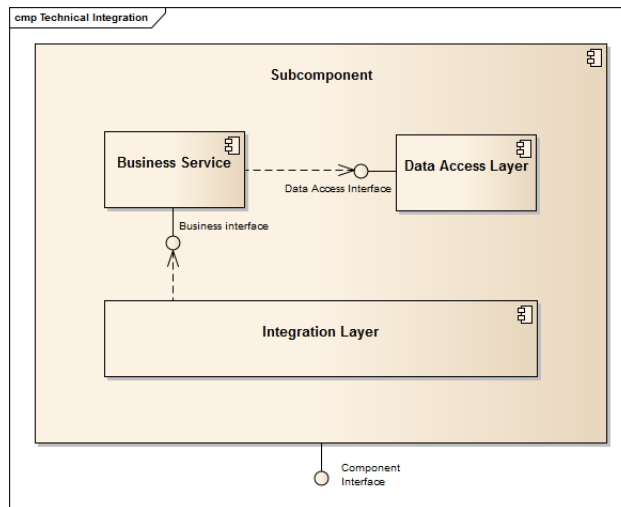 cmp Technical Integration
Subcomponent
Business Service
Data Access Layer
Data Access Interface
Business interface
Integration Layer
Component
Interface